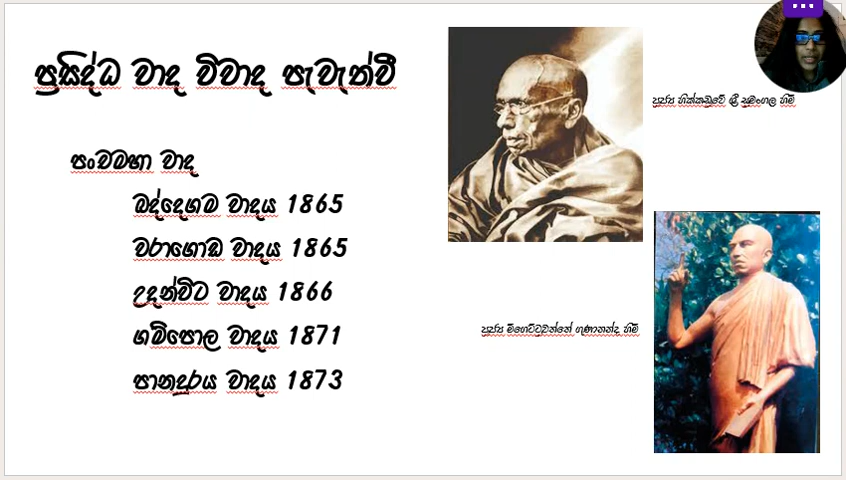 ප්‍රසිද්ධ වාද විවාද පැවැත්වී
පංචමහා වාද
බද්දෙගම වාදය 1865
වරාගොඩ වාදය 1865
උදන්විට වාදය 1866
ගම්පොල වාදය 1871
පානදුරය වාදය 1873
පූජ්‍ය හික්කඩුවේ ශ්‍රී සුමංගල හිමි
පූජ්‍ය මිගෙට්ටුවත්තේ ගුණානන්ද හිමි